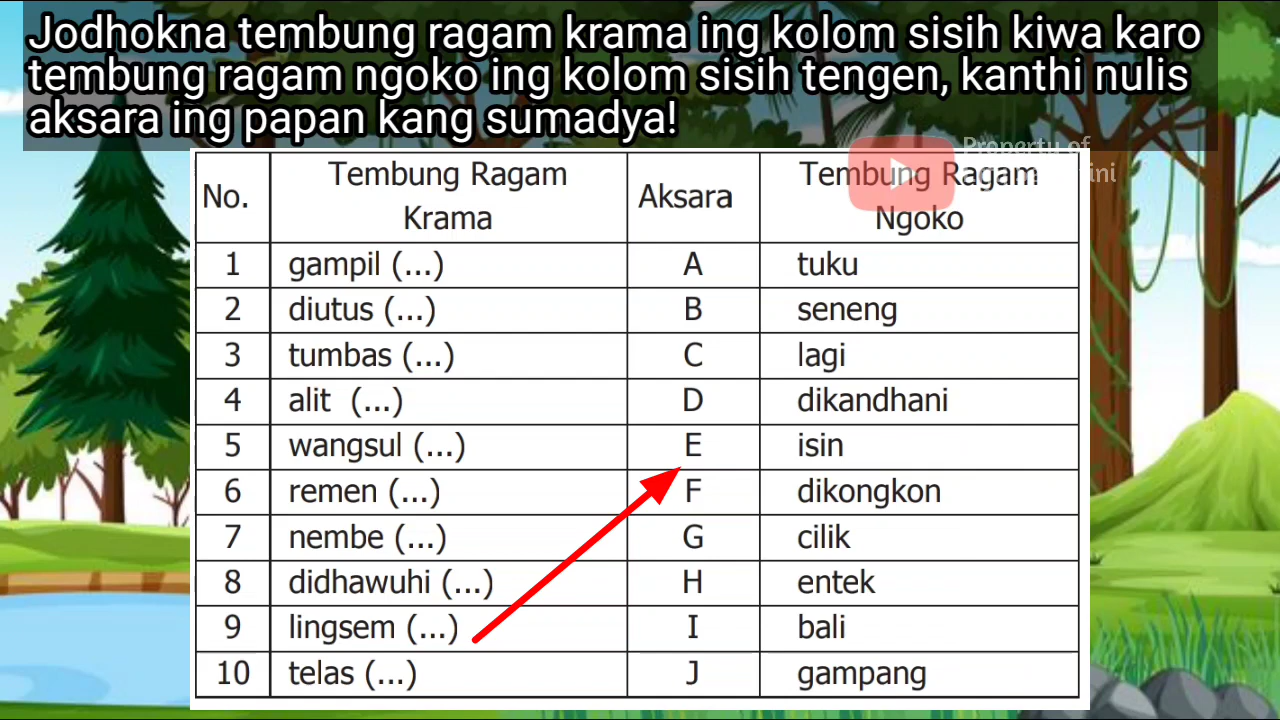 Jodhokna tembung ragam krama ing kolom sisih kiwa karo
tembung ragam ngoko ing kolom sisih tengen, kanthi nulis
aksara ing papan kang sumadya!
Property of
No. Tembung Ragam Krama Aksara Tembung Ragam Ngoko
1 gampil (...) A tuku
2 diutus (...) B seneng
3 tumbas (...) C lagi
4 alit (...) D dikandhani
5 wangsul (...) E isin
6 remen (...) F dikongkon
7 nembe (...) G cilik
8 didhawuhi (...) H entek
9 lingsem (...) I bali
10 telas (...) J gampang